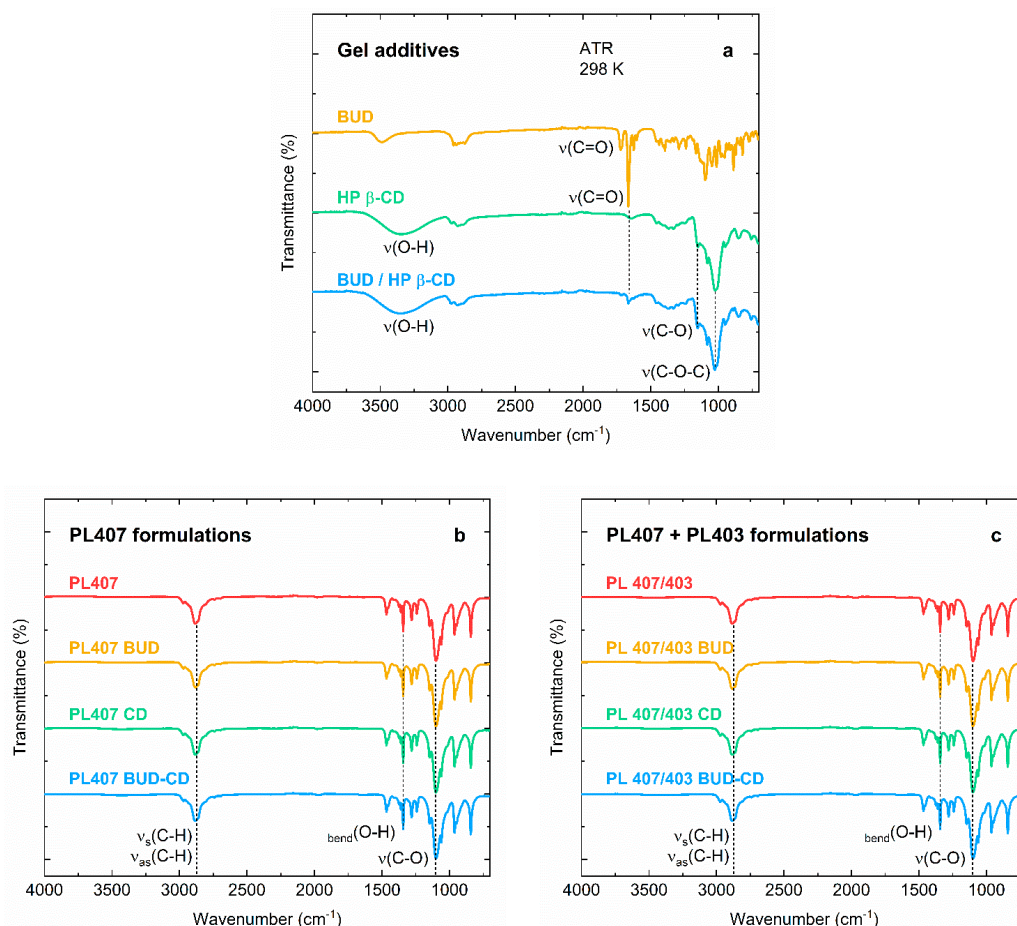 Gel additives
ATR
298 K
a
BUD
ν(C=O)
ν(C=O)
HP β-CD
ν(O-H)
BUD / HP β-CD
ν(O-H)
ν(C-O)
ν(C-O-C)
Transmittance (%)
4000 3500 3000 2500 2000 1500 1000
Wavenumber (cm⁻¹)
PL407 formulations
b
PL407
PL407 BUD
PL407 CD
PL407 BUD-CD
νs(C-H)
νas(C-H)
bend(O-H)
ν(C-O)
Transmittance (%)
4000 3500 3000 2500 2000 1500 1000
Wavenumber (cm⁻¹)
PL407 + PL403 formulations
c
PL 407/403
PL 407/403 BUD
PL 407/403 CD
PL 407/403 BUD-CD
νs(C-H)
νas(C-H)
bend(O-H)
ν(C-O)
Transmittance (%)
4000 3500 3000 2500 2000 1500 1000
Wavenumber (cm⁻¹)